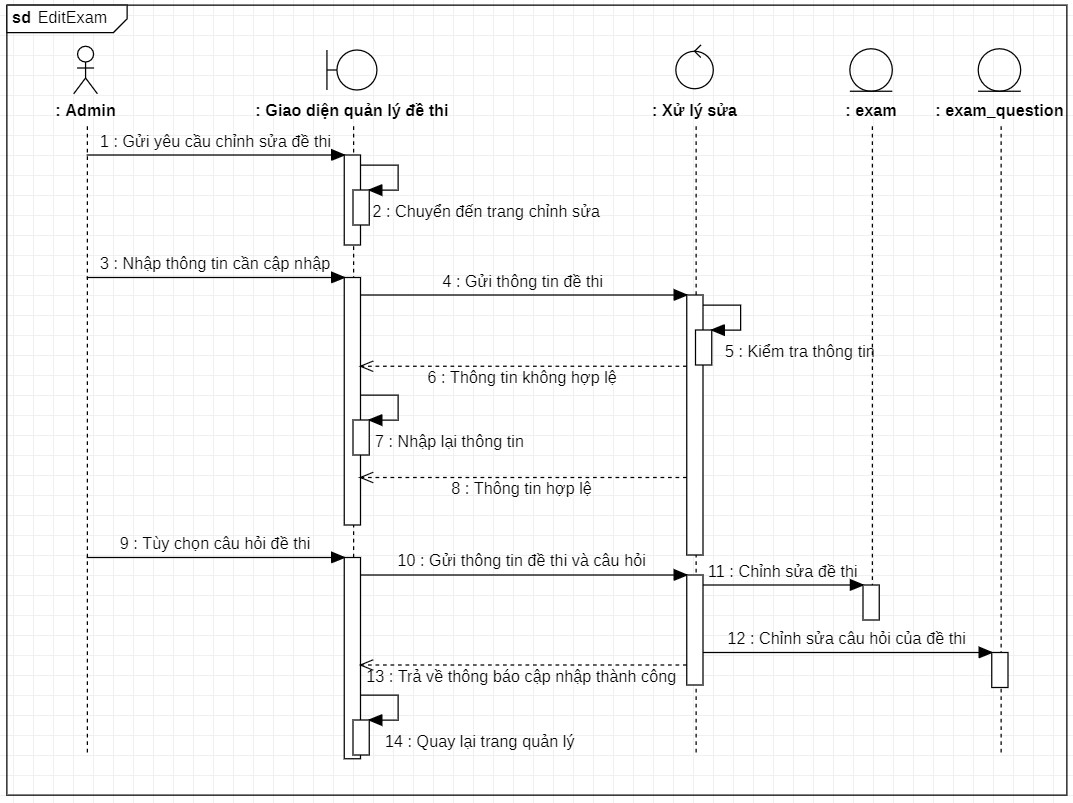 sd EditExam
: Admin
: Giao diện quản lý đề thi
: Xử lý sửa
: exam
: exam_question
1 : Gửi yêu cầu chỉnh sửa đề thi
2 : Chuyển đến trang chỉnh sửa
3 : Nhập thông tin cần cập nhập
4 : Gửi thông tin đề thi
5 : Kiểm tra thông tin
6 : Thông tin không hợp lệ
7 : Nhập lại thông tin
8 : Thông tin hợp lệ
9 : Tùy chọn câu hỏi đề thi
10 : Gửi thông tin đề thi và câu hỏi
11 : Chỉnh sửa đề thi
12 : Chỉnh sửa câu hỏi của đề thi
13 : Trả về thông báo cập nhập thành công
14 : Quay lại trang quản lý